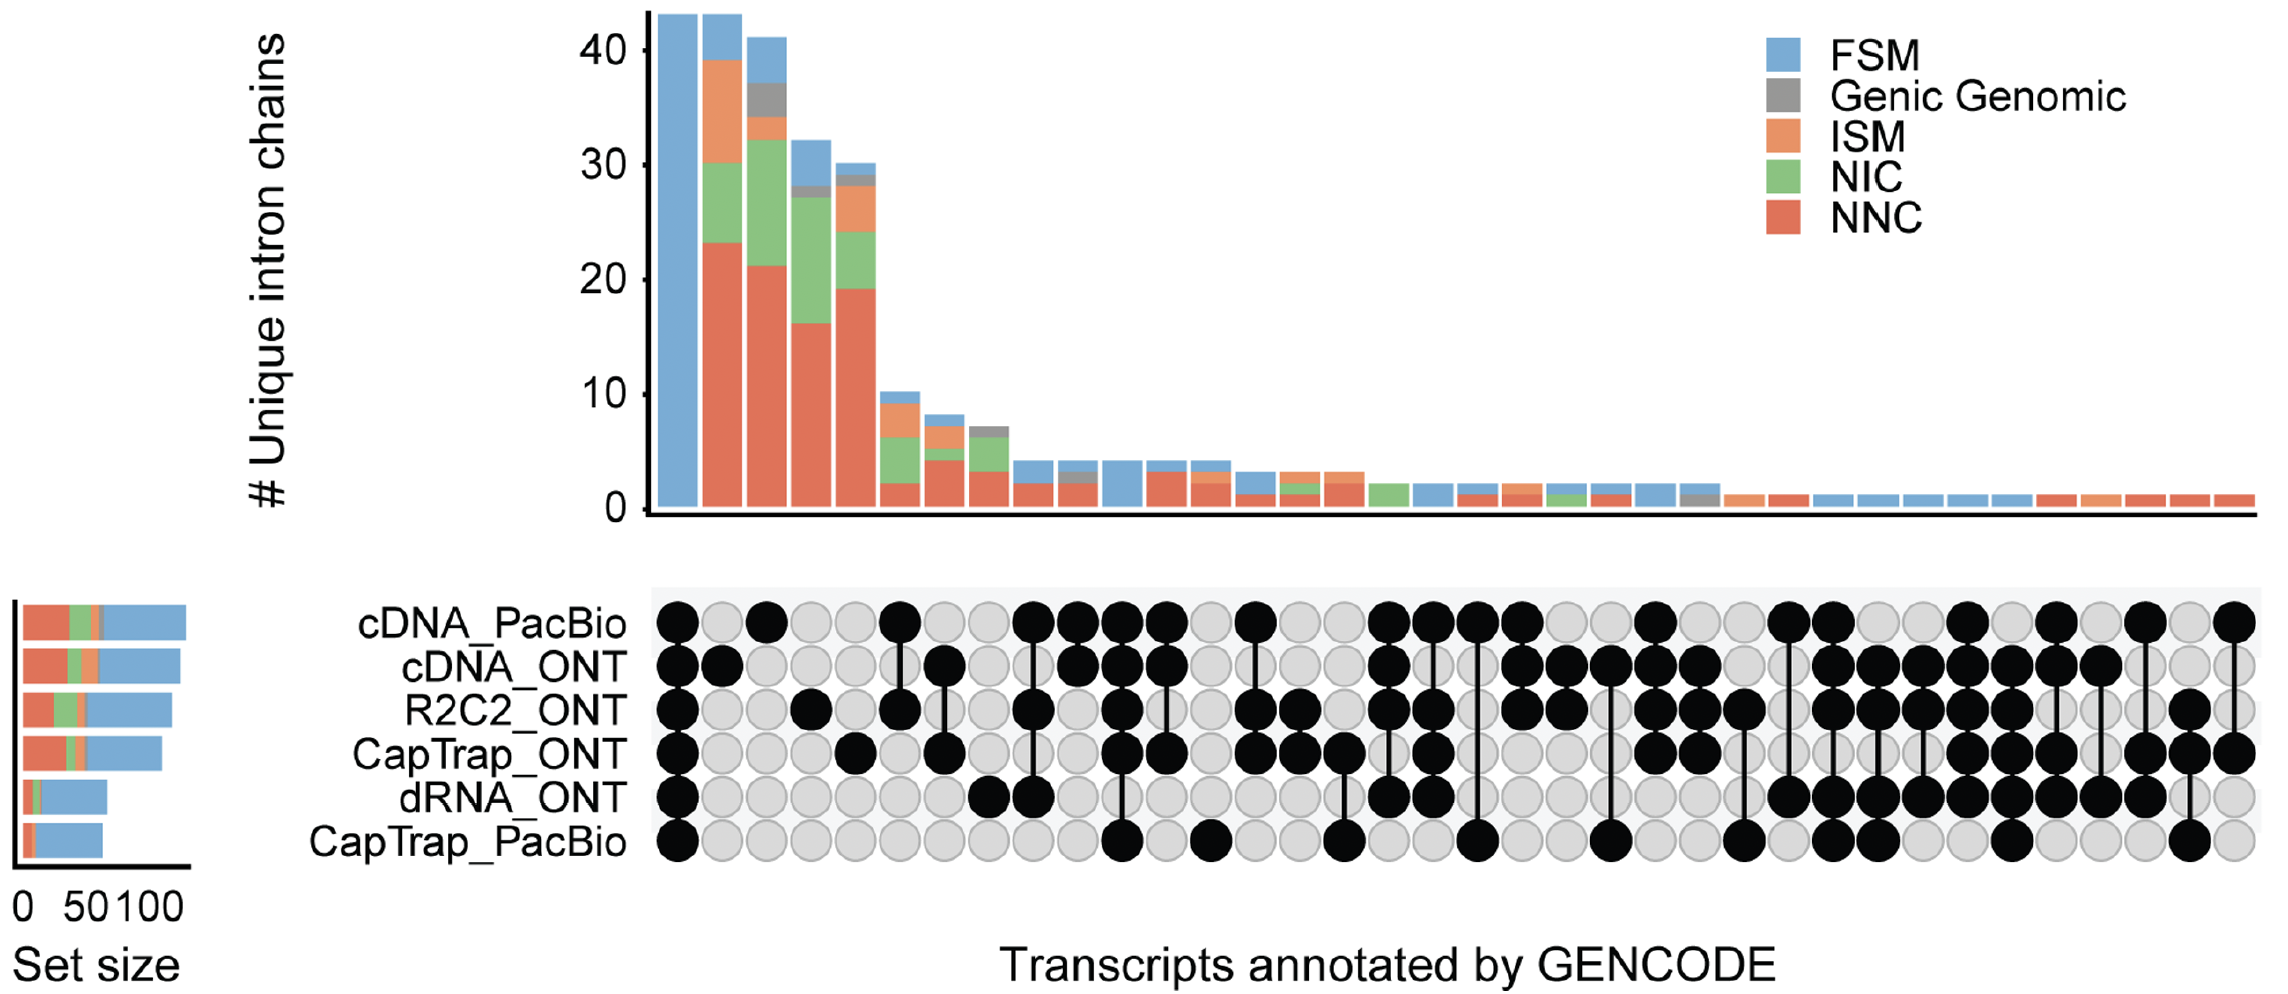 # Unique intron chains
40
30
20
10
0
FSM
Genic Genomic
ISM
NIC
NNC
cDNA_PacBio
cDNA_ONT
R2C2_ONT
CapTrap_ONT
dRNA_ONT
CapTrap_PacBio
0 50 100
Set size
Transcripts annotated by GENCODE